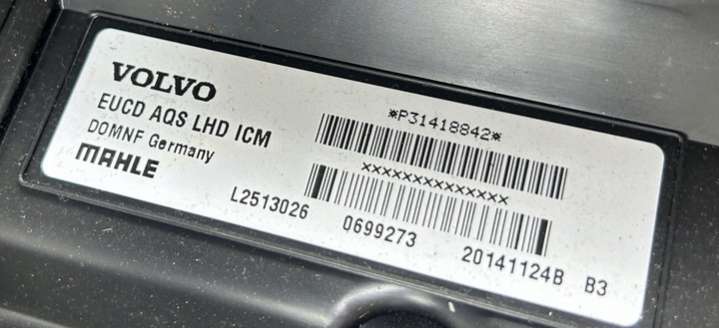 VOLVO
EUCD AQS LHD ICM
DOMNF Germany
MAHLE
*P31418842*
xxxxxxxxxxxxxx
L2513026 0699273 20141124B B3